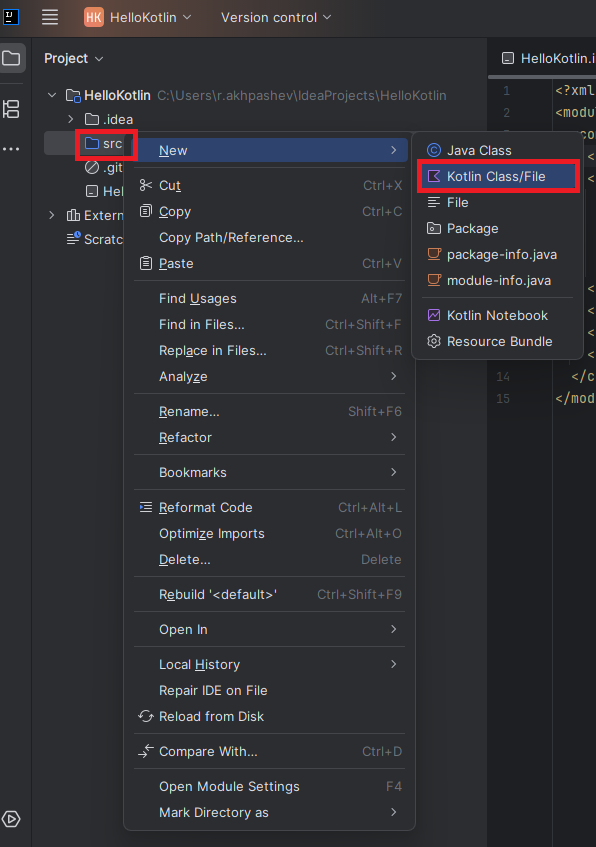 IJ
HK HelloKotlin Version control
Project
HelloKotlin C:\Users\r.akhpashev\IdeaProjects\HelloKotlin
.idea
src
.git
Hel
Extern
Scratc
New
Cut Ctrl+X
Copy Ctrl+C
Copy Path/Reference...
Paste Ctrl+V
Find Usages Alt+F7
Find in Files... Ctrl+Shift+F
Replace in Files... Ctrl+Shift+R
Analyze
Rename... Shift+F6
Refactor
Bookmarks
Reformat Code Ctrl+Alt+L
Optimize Imports Ctrl+Alt+O
Delete... Delete
Rebuild '<default>' Ctrl+Shift+F9
Open In
Local History
Repair IDE on File
Reload from Disk
Compare With... Ctrl+D
Open Module Settings F4
Mark Directory as
Java Class
Kotlin Class/File
File
Package
package-info.java
module-info.java
Kotlin Notebook
Resource Bundle
HelloKotlin.i
1 <?xml
2 <modu
<
<
<
<
<
<
14 </c
15 </mod